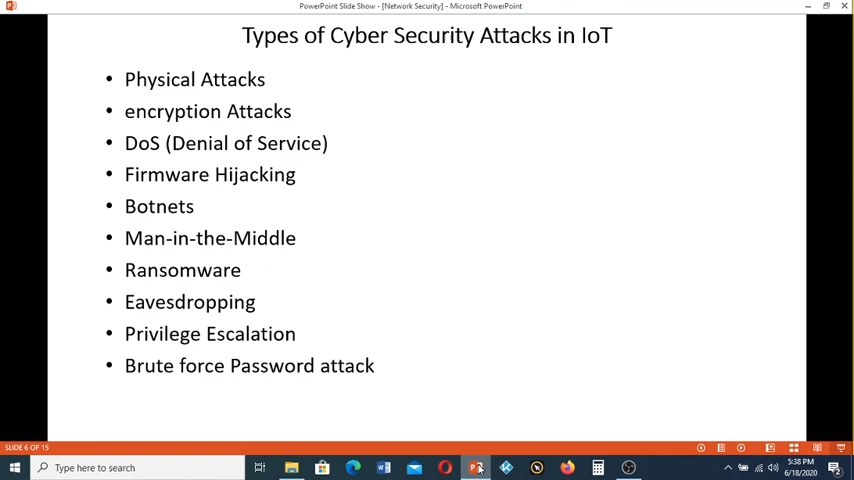 PowerPoint Slide Show - [Network Security] - Microsoft PowerPoint
Types of Cyber Security Attacks in IoT
• Physical Attacks
• encryption Attacks
• DoS (Denial of Service)
• Firmware Hijacking
• Botnets
• Man-in-the-Middle
• Ransomware
• Eavesdropping
• Privilege Escalation
• Brute force Password attack
SLIDE 6 OF 15
Type here to search
5:38 PM
6/18/2020
2